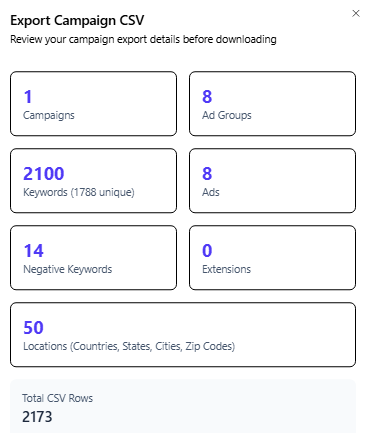 Export Campaign CSV
Review your campaign export details before downloading
1
Campaigns
8
Ad Groups
2100
Keywords (1788 unique)
8
Ads
14
Negative Keywords
0
Extensions
50
Locations (Countries, States, Cities, Zip Codes)
Total CSV Rows
2173